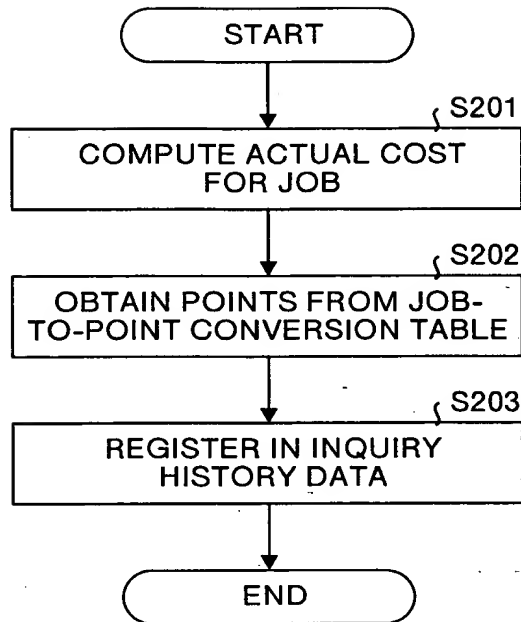 START
S201
COMPUTE ACTUAL COST
FOR JOB
S202
OBTAIN POINTS FROM JOB-
TO-POINT CONVERSION TABLE
S203
REGISTER IN INQUIRY
HISTORY DATA
END